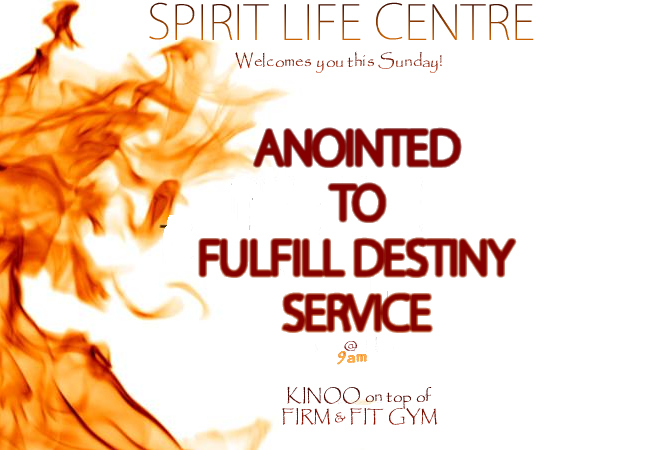 SPIRIT LIFE CENTRE
Welcomes you this Sunday!
ANOINTED
TO
FULFILL DESTINY
SERVICE
@
9am
KINOO on top of
FIRM & FIT GYM